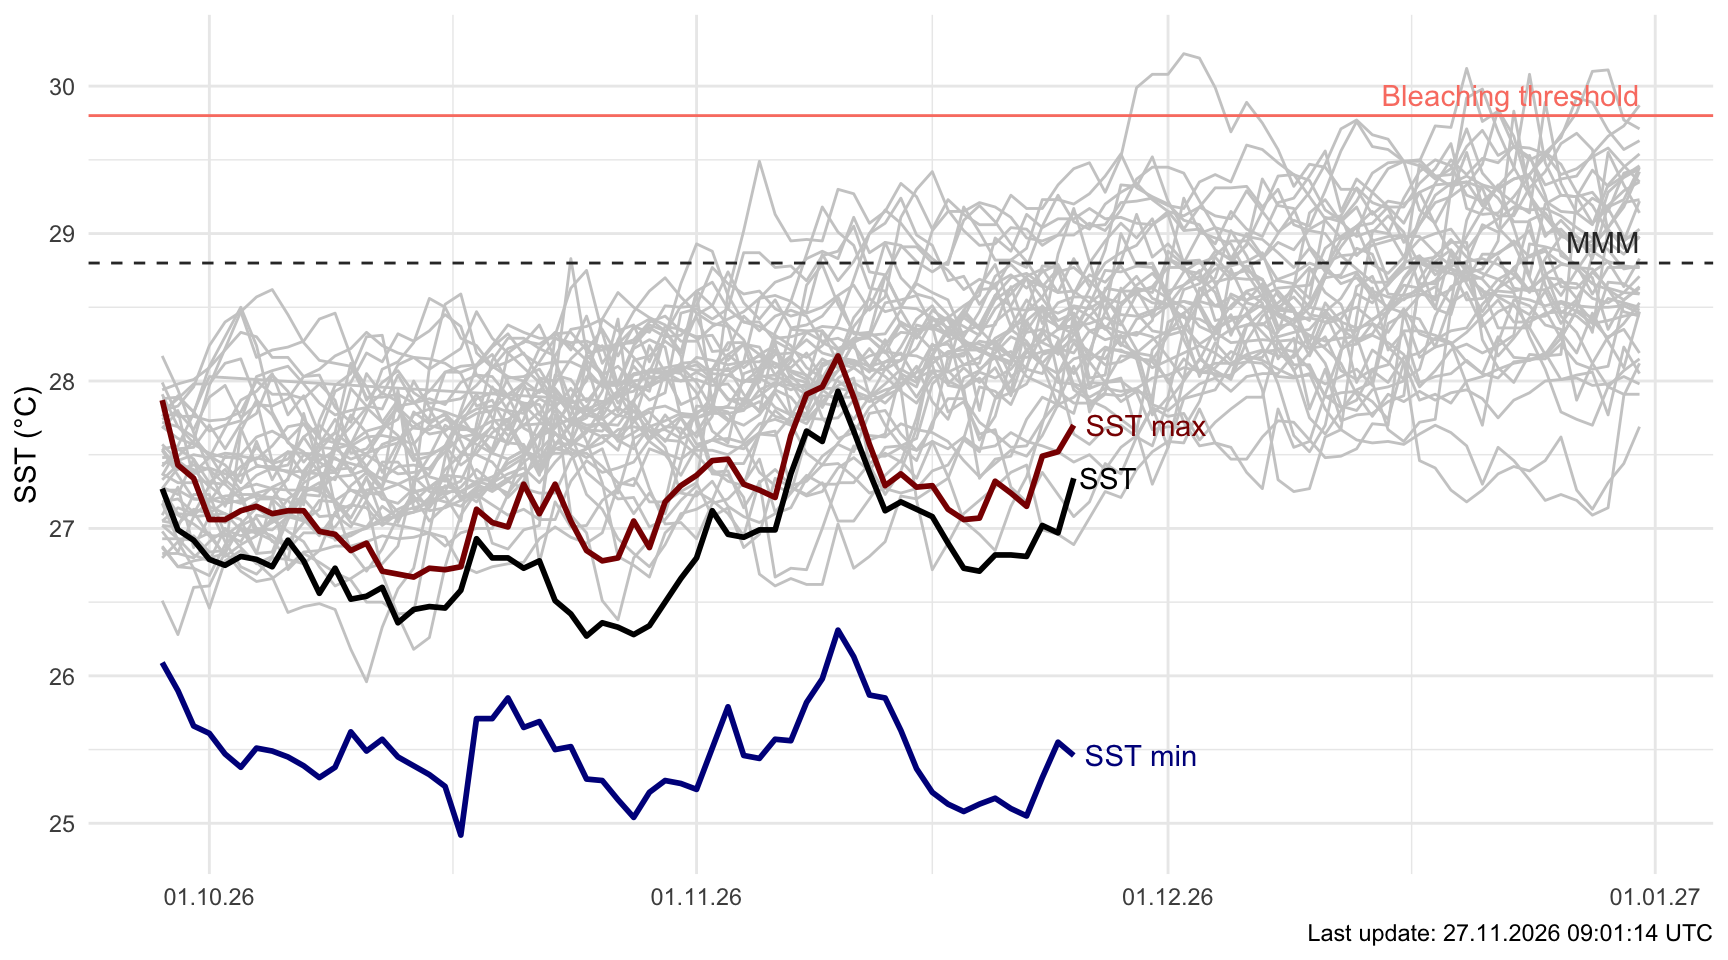 30
Bleaching threshold
29
MMM
28
SST max
SST (°C)
SST
27
26
SST min
25
01.10.26
01.11.26
01.12.26
01.01.27
Last update: 27.11.2026 09:01:14 UTC